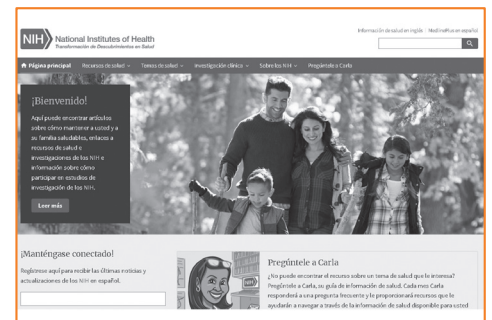 Información de salud en inglés | MedlinePlus en español
NIH National Institutes of Health
Transformación de Descubrimientos en Salud
Página principal Recursos de salud Temas de salud Investigación clínica Sobre los NIH Pregúntele a Carla
¡Bienvenido!
Aquí puede encontrar artículos
sobre cómo mantener a usted y a
su familia saludables, enlaces a
recursos de salud e
investigaciones de los NIH e
información sobre cómo
participar en estudios de
investigación de los NIH.
Leer más
¡Manténgase conectado!
Regístrese aquí para recibir las últimas noticias y
actualizaciones de los NIH en español.
Pregúntele a Carla
¿No puede encontrar el recurso sobre un tema de salud que le interesa?
Pregúntele a Carla, su guía de información de salud. Cada mes Carla
responderá a una pregunta frecuente y le proporcionará recursos que le
ayudarán a navegar a través de la información de salud disponible para usted